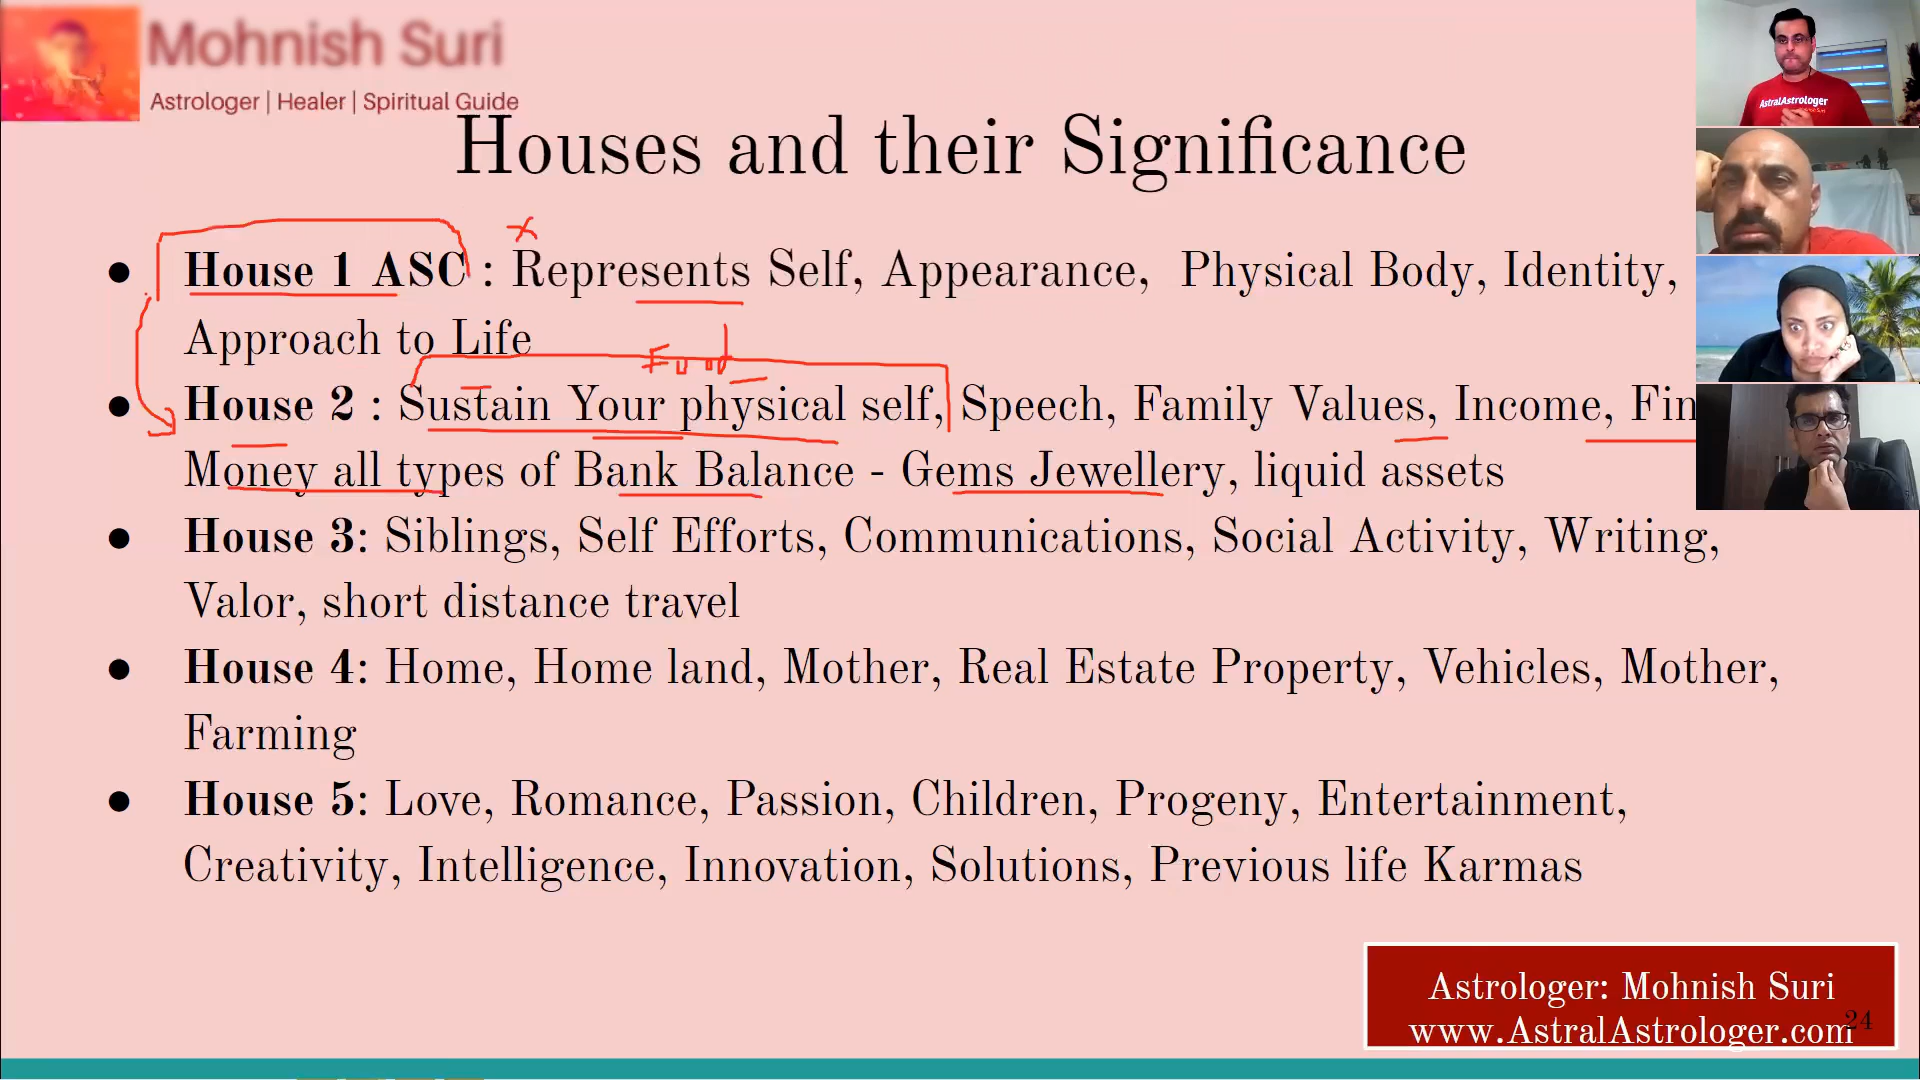 Mohnish Suri
Astrologer | Healer | Spiritual Guide
Houses and their Significance
x
● House 1 ASC : Represents Self, Appearance, Physical Body, Identity,
Approach to Life
Food
● House 2 : Sustain Your physical self, Speech, Family Values, Income, Fin
Money all types of Bank Balance - Gems Jewellery, liquid assets
● House 3: Siblings, Self Efforts, Communications, Social Activity, Writing,
Valor, short distance travel
● House 4: Home, Home land, Mother, Real Estate Property, Vehicles, Mother,
Farming
● House 5: Love, Romance, Passion, Children, Progeny, Entertainment,
Creativity, Intelligence, Innovation, Solutions, Previous life Karmas
Astrologer: Mohnish Suri
www.AstralAstrologer.com
24
AstralAstrologer